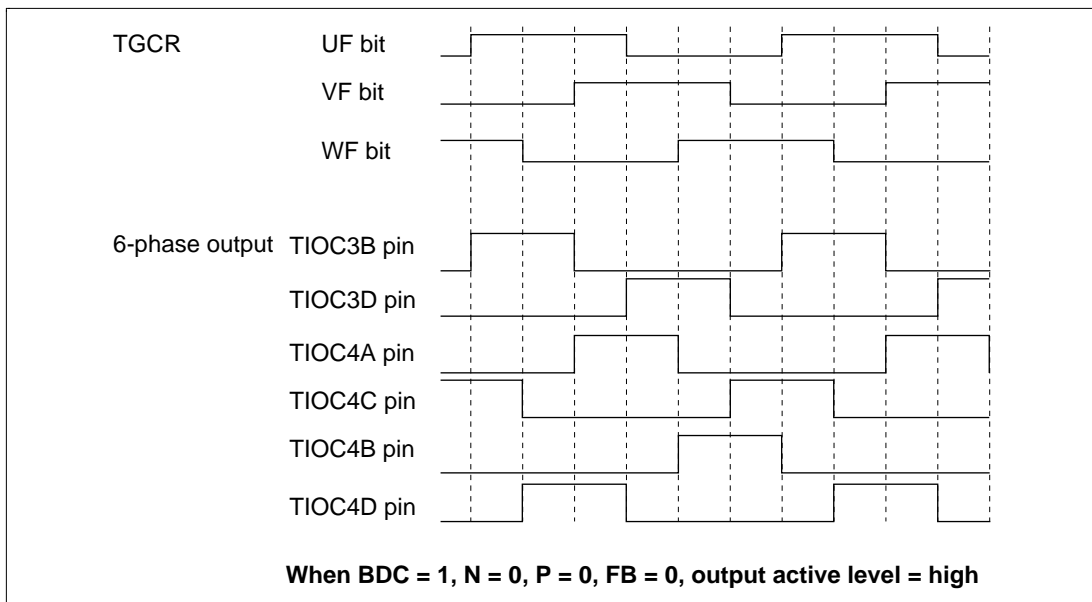 TGCR UF bit
VF bit
WF bit
6-phase output TIOC3B pin
TIOC3D pin
TIOC4A pin
TIOC4C pin
TIOC4B pin
TIOC4D pin
When BDC = 1, N = 0, P = 0, FB = 0, output active level = high